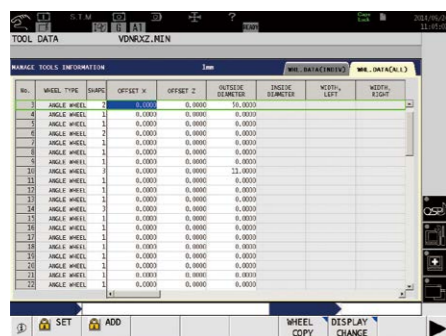 S.T.M
G A1
READY
Copy Lock
TOOL DATA VDNRXZ.MIN
MANAGE TOOLS INFORMATION 1mm WHL.DATA(INDIV) WHL.DATA(ALL)
No. WHEEL TYPE SHAPE OFFSET X OFFSET Z OUTSIDE DIAMETER INSIDE DIAMETER WIDTH, LEFT WIDTH, RIGHT
3 ANGLE WHEEL 2 0.0000 0.0000 50.0000
4 ANGLE WHEEL 1 0.0000 0.0000 0.0000
5 ANGLE WHEEL 1 0.0000 0.0000 0.0000
6 ANGLE WHEEL 2 0.0000 0.0000 0.0000
7 ANGLE WHEEL 1 0.0000 0.0000 0.0000
8 ANGLE WHEEL 1 0.0000 0.0000 0.0000
9 ANGLE WHEEL 1 0.0000 0.0000 0.0000
10 ANGLE WHEEL 3 0.0000 0.0000 11.0000
11 ANGLE WHEEL 1 0.0000 0.0000 0.0000
12 ANGLE WHEEL 1 0.0000 0.0000 0.0000
13 ANGLE WHEEL 1 0.0000 0.0000 0.0000
14 ANGLE WHEEL 3 0.0000 0.0000 0.0000
15 ANGLE WHEEL 1 0.0000 0.0000 0.0000
16 ANGLE WHEEL 1 0.0000 0.0000 0.0000
17 ANGLE WHEEL 1 0.0000 0.0000 0.0000
18 ANGLE WHEEL 1 0.0000 0.0000 0.0000
19 ANGLE WHEEL 1 0.0000 0.0000 0.0000
20 ANGLE WHEEL 1 0.0000 0.0000 0.0000
21 ANGLE WHEEL 1 0.0000 0.0000 0.0000
22 ANGLE WHEEL 1 0.0000 0.0000 0.0000
OSP
SET ADD WHEEL COPY DISPLAY CHANGE